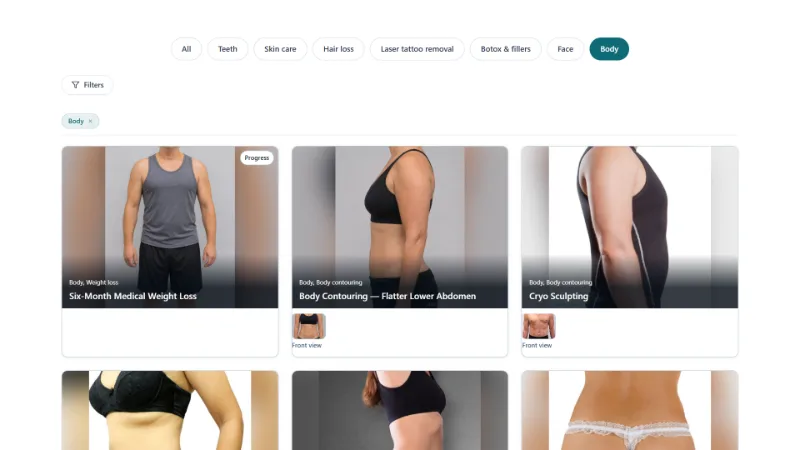 All
Teeth
Skin care
Hair loss
Laser tattoo removal
Botox & fillers
Face
Body
Filters
Body ×
Progress
Body, Weight loss
Six-Month Medical Weight Loss
Body, Body contouring
Body Contouring — Flatter Lower Abdomen
Front view
Body, Body contouring
Cryo Sculpting
Front view